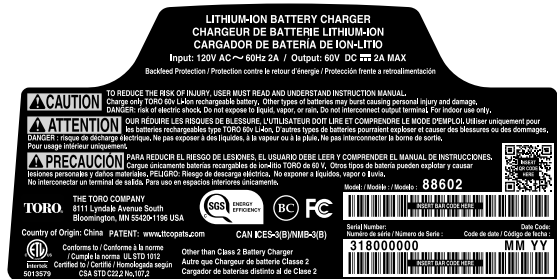 LITHIUM-ION BATTERY CHARGER
CHARGEUR DE BATTERIE LITHIUM-ION
CARGADOR DE BATERÍA DE ION-LITIO
Input: 120V AC ~ 60Hz 2A / Output: 60V DC ⎓ 2A MAX
Backfeed Protection / Protection contre le retour d'énergie / Protección frente a retroalimentación
CAUTION TO REDUCE THE RISK OF INJURY, USER MUST READ AND UNDERSTAND INSTRUCTION MANUAL.
Charge only TORO 60v Li-Ion rechargeable battery. Other types of batteries may burst causing personal injury and damage.
DANGER: risk of electric shock. Do not expose to liquid, vapor, or rain. Do not interconnect output terminal. For indoor use only.
ATTENTION OUR RÉDUIRE LES RISQUES DE BLESSURE, L'UTILISATEUR DOIT LIRE ET COMPRENDRE LE MODE D'EMPLOI. Utiliser uniquement pour
les batteries rechargeables type TORO 60v Li-Ion, D'autres types de batteries pourraient exploser et causer des blessures ou des dommages.
DANGER : risque de décharge électrique. Ne pas exposer à des liquides, à la vapeur ou à la pluie. Ne pas interconnecter la borne de sortie.
Pour usage intérieur uniquement.
PRECAUCIÓN PARA REDUCIR EL RIESGO DE LESIONES, EL USUARIO DEBE LEER Y COMPRENDER EL MANUAL DE INSTRUCCIONES.
Cargue únicamente baterías recargables de ion-litio TORO de 60 V. Otros tipos de batería pueden explotar y causar
lesiones personales y daños materiales. PELIGRO: Riesgo de descarga eléctrica. No exponer a líquidos, vapor o lluvia.
No interconectar un terminal de salida. Para uso en espacios interiores únicamente.
INSERT
QR CODE
HERE
Model: / Modèle : / Modelo : 88602
INSERT BAR CODE HERE
TORO.
THE TORO COMPANY
8111 Lyndale Avenue South
Bloomington, MN 55420-1196 USA
SGS ENERGY
EFFICIENCY
BC
FC
Country of Origin: China PATENT: www.ttcopats.com
CAN ICES-3(B)/NMB-3(B)
Serial Number: Date Code:
Numéro de série / Número de Serie : Code de date / Código de fecha :
318000000 MM YY
INSERT BAR CODE HERE
ETL
Intertek
5013579
Conforms to / Conforme à la norme
/ Cumple la norma UL STD 1012
Certified to / Certifié / Homologada según
CSA STD C22,2 No,107,2
Other than Class 2 Battery Charger
Autre que Chargeur de batterie Classe 2
Cargador de baterías distinto al de Clase 2